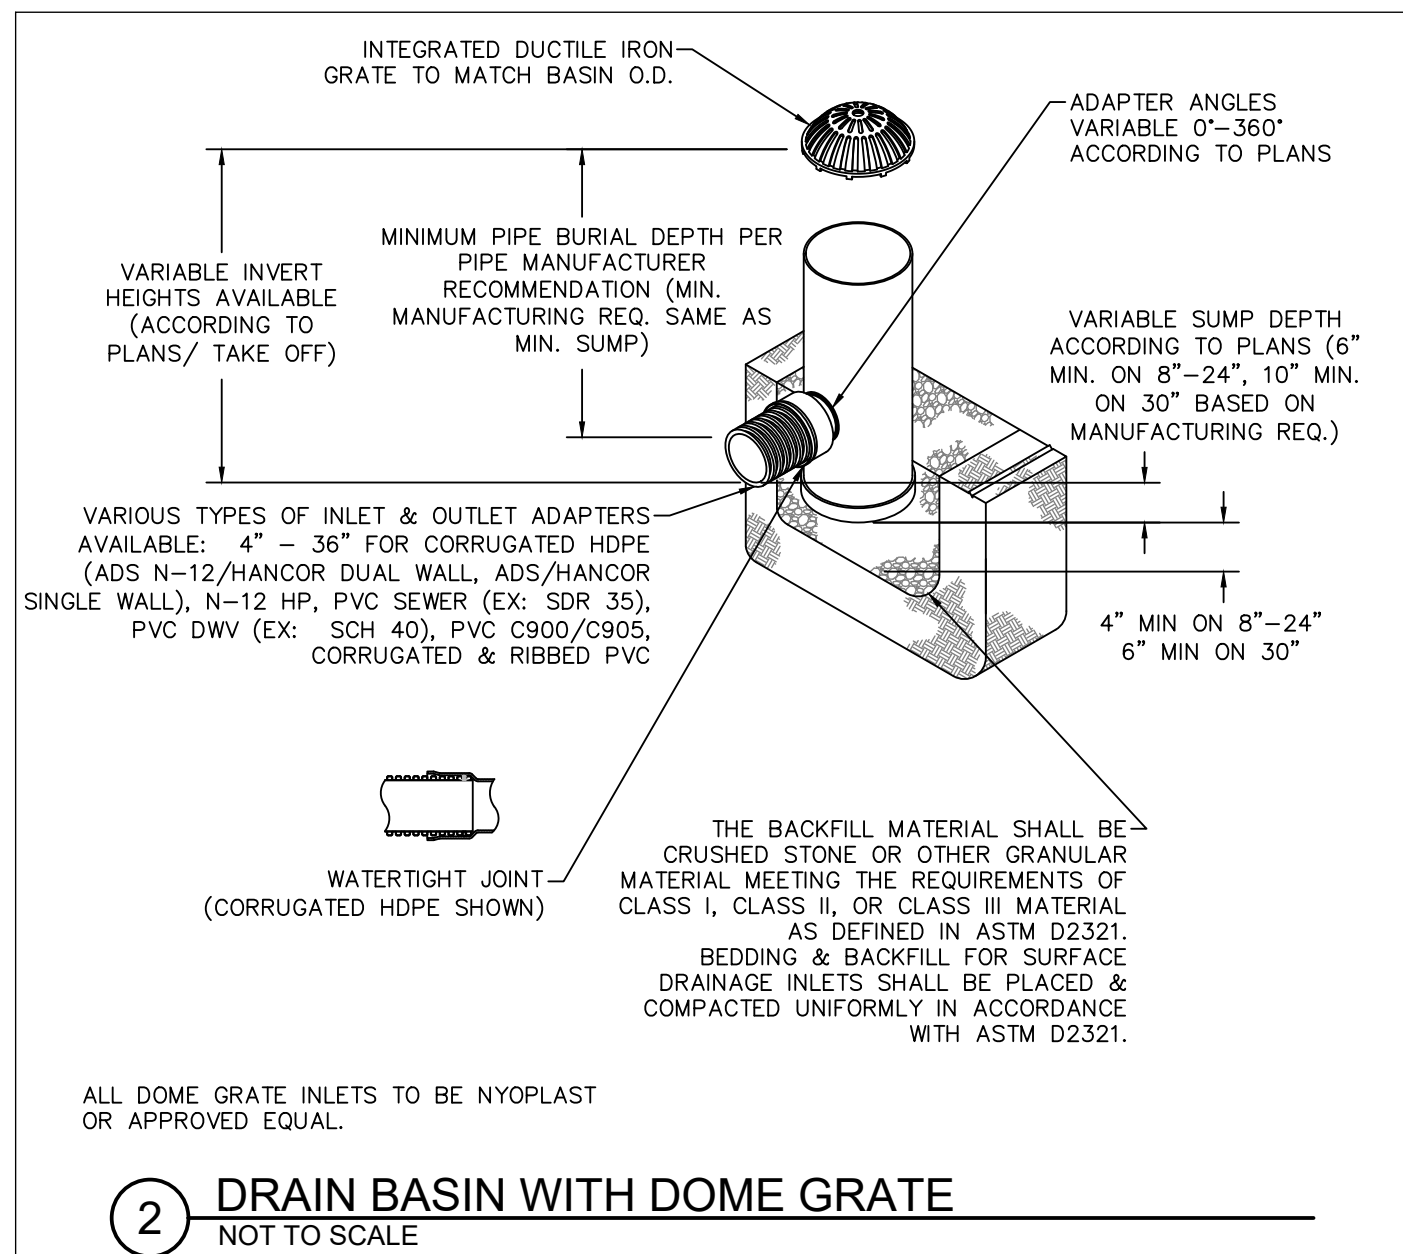 INTEGRATED DUCTILE IRON
GRATE TO MATCH BASIN O.D.
ADAPTER ANGLES
VARIABLE 0°–360°
ACCORDING TO PLANS
MINIMUM PIPE BURIAL DEPTH PER
PIPE MANUFACTURER
RECOMMENDATION (MIN.
MANUFACTURING REQ. SAME AS
MIN. SUMP)
VARIABLE INVERT
HEIGHTS AVAILABLE
(ACCORDING TO
PLANS/ TAKE OFF)
VARIABLE SUMP DEPTH
ACCORDING TO PLANS (6”
MIN. ON 8”–24”, 10” MIN.
ON 30” BASED ON
MANUFACTURING REQ.)
VARIOUS TYPES OF INLET & OUTLET ADAPTERS
AVAILABLE: 4” – 36” FOR CORRUGATED HDPE
(ADS N–12/HANCOR DUAL WALL, ADS/HANCOR
SINGLE WALL), N–12 HP, PVC SEWER (EX: SDR 35),
PVC DWV (EX: SCH 40), PVC C900/C905,
CORRUGATED & RIBBED PVC
4” MIN ON 8”–24”
6” MIN ON 30”
WATERTIGHT JOINT
(CORRUGATED HDPE SHOWN)
THE BACKFILL MATERIAL SHALL BE
CRUSHED STONE OR OTHER GRANULAR
MATERIAL MEETING THE REQUIREMENTS OF
CLASS I, CLASS II, OR CLASS III MATERIAL
AS DEFINED IN ASTM D2321.
BEDDING & BACKFILL FOR SURFACE
DRAINAGE INLETS SHALL BE PLACED &
COMPACTED UNIFORMLY IN ACCORDANCE
WITH ASTM D2321.
ALL DOME GRATE INLETS TO BE NYOPLAST
OR APPROVED EQUAL.
2
DRAIN BASIN WITH DOME GRATE
NOT TO SCALE